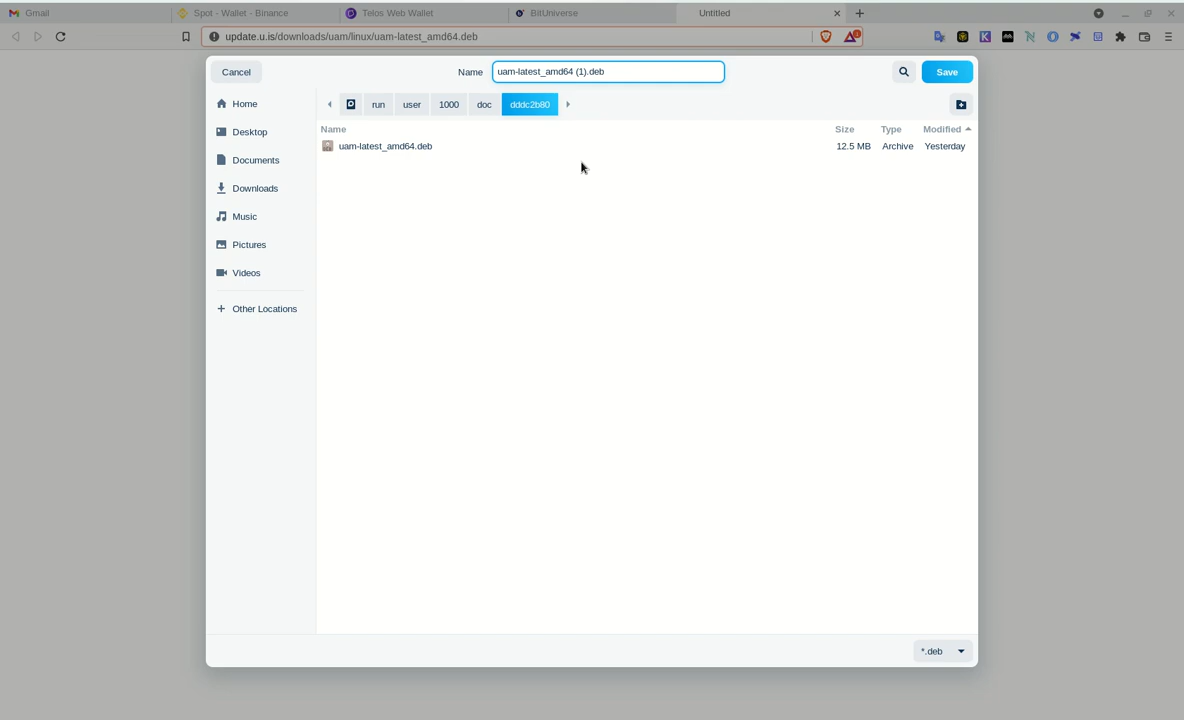 Gmail Spot - Wallet - Binance Telos Web Wallet BitUniverse Untitled
update.u.is/downloads/uam/linux/uam-latest_amd64.deb 1
Cancel Name uam-latest_amd64 (1).deb Save
Home run user 1000 doc dddc2b80
Name Size Type Modified
Desktop
uam-latest_amd64.deb 12.5 MB Archive Yesterday
Documents
Downloads
Music
Pictures
Videos
Other Locations
*.deb